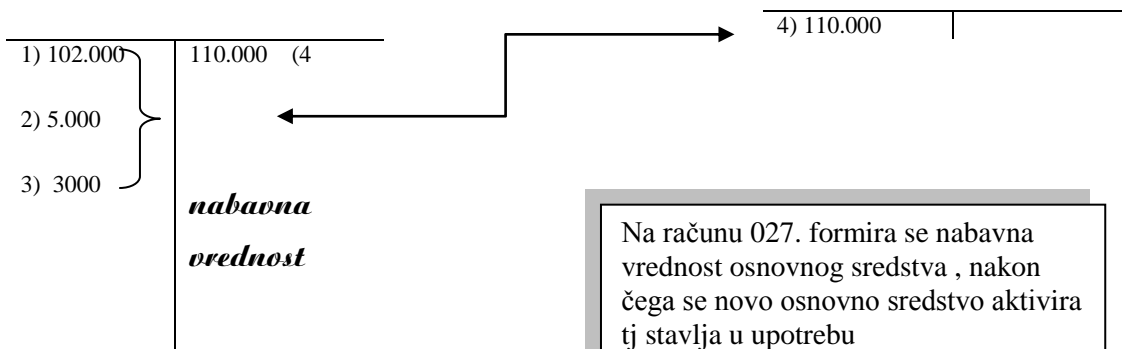 4) 110.000
1) 102.000 110.000 (4
2) 5.000
3) 3000
nabavna
vrednost
Na računu 027. formira se nabavna
vrednost osnovnog sredstva , nakon
čega se novo osnovno sredstvo aktivira
tj stavlja u upotrebu